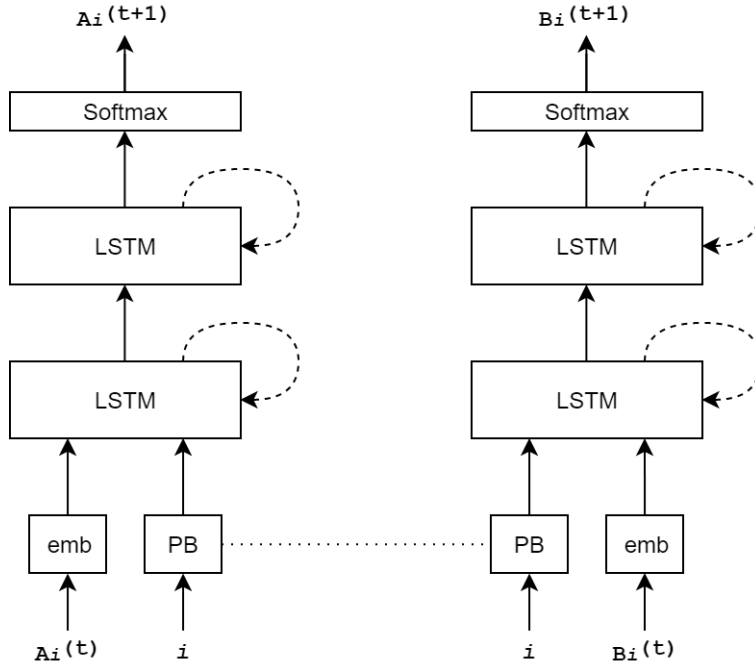 Ai(t+1) Bi(t+1)
Softmax Softmax
LSTM LSTM
LSTM LSTM
emb PB PB emb
Ai(t) i i Bi(t)